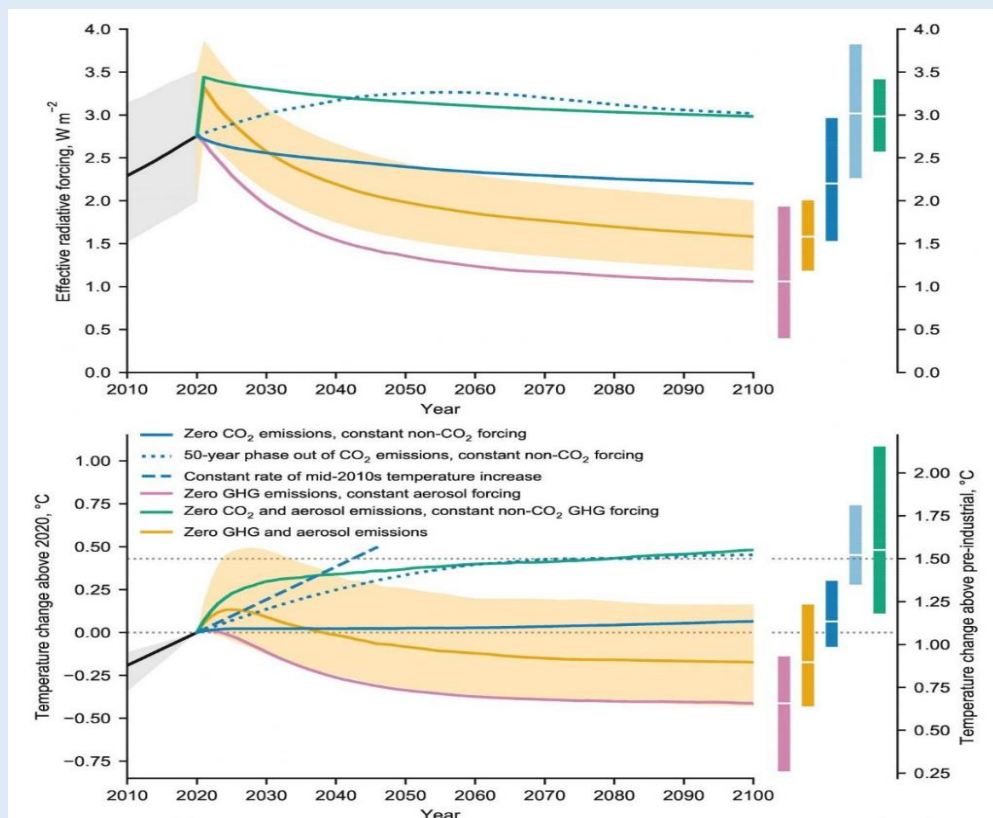 Effective radiative forcing, W m⁻²
4.0
3.5
3.0
2.5
2.0
1.5
1.0
0.5
0.0
2010 2020 2030 2040 2050 2060 2070 2080 2090 2100
Year
4.0
3.5
3.0
2.5
2.0
1.5
1.0
0.5
0.0
Zero CO₂ emissions, constant non-CO₂ forcing
50-year phase out of CO₂ emissions, constant non-CO₂ forcing
Constant rate of mid-2010s temperature increase
Zero GHG emissions, constant aerosol forcing
Zero CO₂ and aerosol emissions, constant non-CO₂ GHG forcing
Zero GHG and aerosol emissions
Temperature change above 2020, °C
1.00
0.75
0.50
0.25
0.00
−0.25
−0.50
−0.75
2010 2020 2030 2040 2050 2060 2070 2080 2090 2100
Year
2.00
1.75
1.50
1.25
1.00
0.75
0.50
0.25
Temperature change above pre-industrial, °C